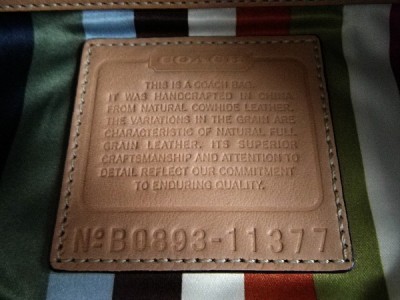 COACH
THIS IS A COACH BAG.
IT WAS HANDCRAFTED IN CHINA
FROM NATURAL COWHIDE LEATHER.
THE VARIATIONS IN THE GRAIN ARE
CHARACTERISTIC OF NATURAL FULL
GRAIN LEATHER. ITS SUPERIOR
CRAFTSMANSHIP AND ATTENTION TO
DETAIL REFLECT OUR COMMITMENT
TO ENDURING QUALITY.
Nº B0893-11377